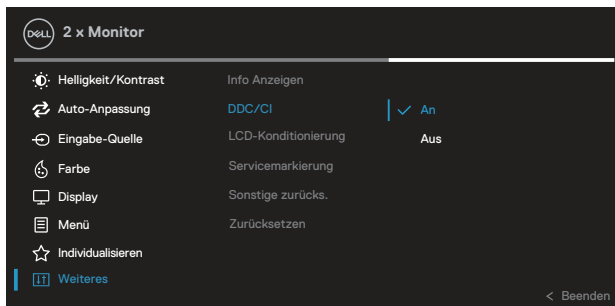 DELL 2 x Monitor
Helligkeit/Kontrast
Auto-Anpassung
Eingabe-Quelle
Farbe
Display
Menü
Individualisieren
Weiteres
Info Anzeigen
DDC/CI
LCD-Konditionierung
Servicemarkierung
Sonstige zurücks.
Zurücksetzen
An
Aus
< Beenden